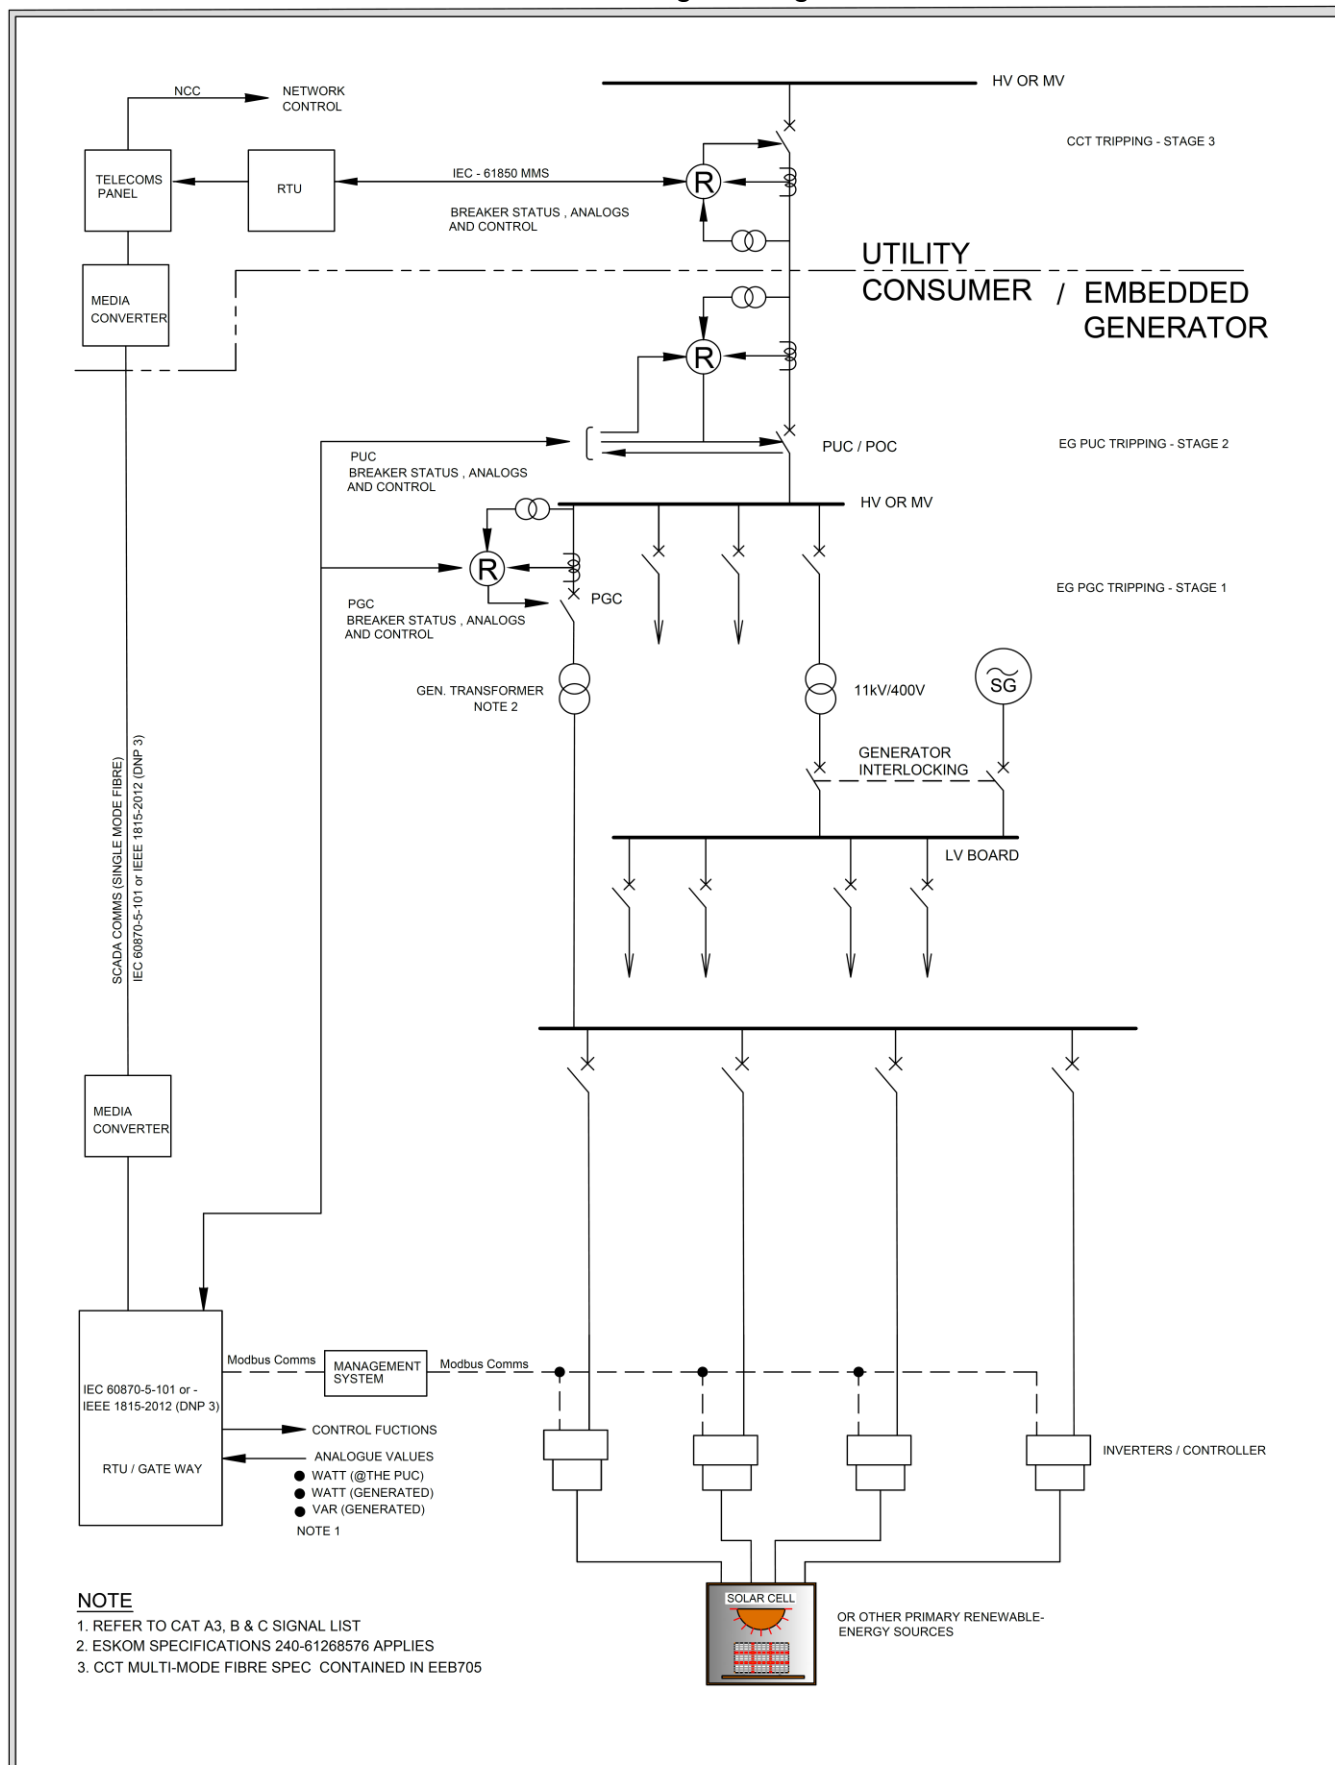 HV OR MV
NCC
NETWORK
CONTROL
CCT TRIPPING - STAGE 3
TELECOMS
PANEL
RTU
IEC - 61850 MMS
R
BREAKER STATUS , ANALOGS
AND CONTROL
UTILITY
CONSUMER / EMBEDDED
GENERATOR
MEDIA
CONVERTER
R
PUC / POC
EG PUC TRIPPING - STAGE 2
PUC
BREAKER STATUS , ANALOGS
AND CONTROL
HV OR MV
R
PGC
EG PGC TRIPPING - STAGE 1
PGC
BREAKER STATUS , ANALOGS
AND CONTROL
GEN. TRANSFORMER
NOTE 2
11kV/400V
SG
GENERATOR
INTERLOCKING
SCADA COMMS (SINGLE MODE FIBRE)
IEC 60870-5-101 or IEEE 1815-2012 (DNP 3)
LV BOARD
MEDIA
CONVERTER
Modbus Comms
MANAGEMENT
SYSTEM
Modbus Comms
IEC 60870-5-101 or -
IEEE 1815-2012 (DNP 3)
RTU / GATE WAY
CONTROL FUCTIONS
ANALOGUE VALUES
WATT (@THE PUC)
WATT (GENERATED)
VAR (GENERATED)
NOTE 1
INVERTERS / CONTROLLER
SOLAR CELL
OR OTHER PRIMARY RENEWABLE-
ENERGY SOURCES
NOTE
1. REFER TO CAT A3, B & C SIGNAL LIST
2. ESKOM SPECIFICATIONS 240-61268576 APPLIES
3. CCT MULTI-MODE FIBRE SPEC CONTAINED IN EEB705